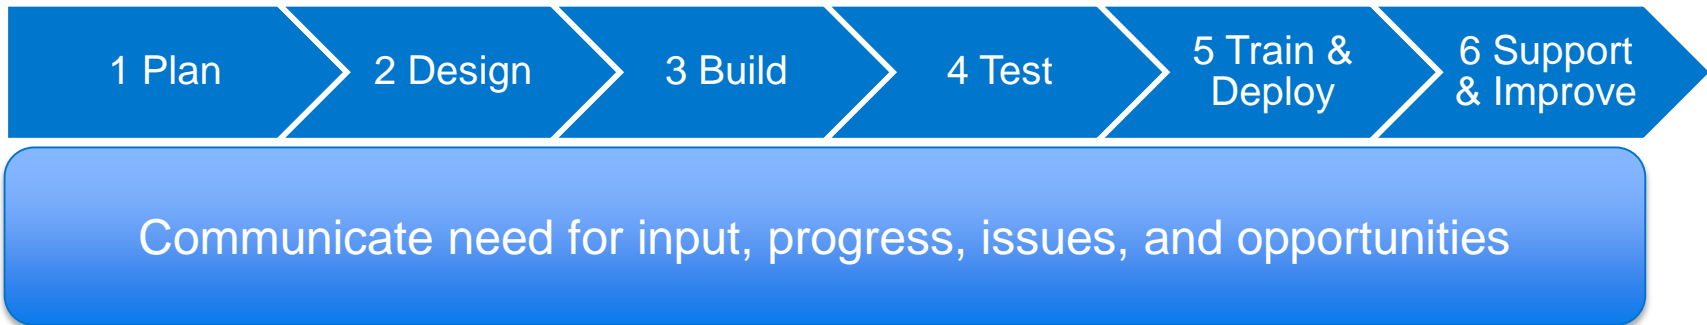 1 Plan
2 Design
3 Build
4 Test
5 Train &
Deploy
6 Support
& Improve
Communicate need for input, progress, issues, and opportunities